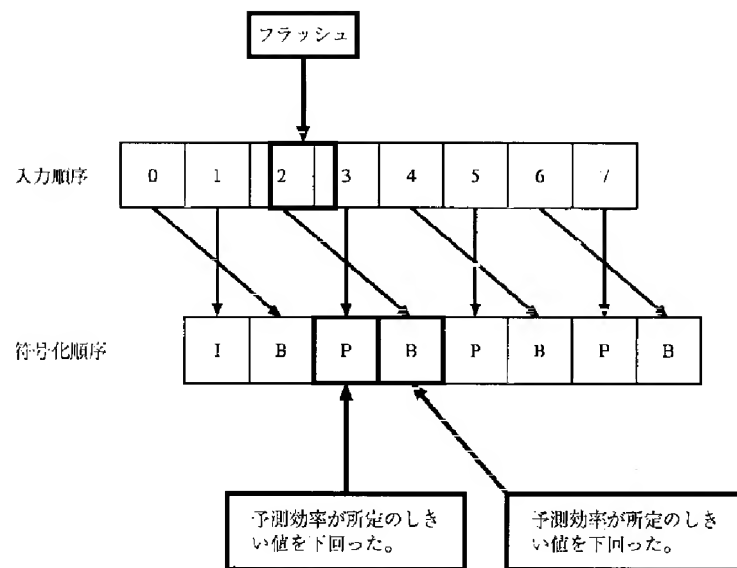 フラッシュ
入力順序
0 1 2 3 4 5 6 7
符号化順序
I B P B P B P B
予測効率が所定のしき
い値を下回った。
予測効率が所定のしき
い値を下回った。